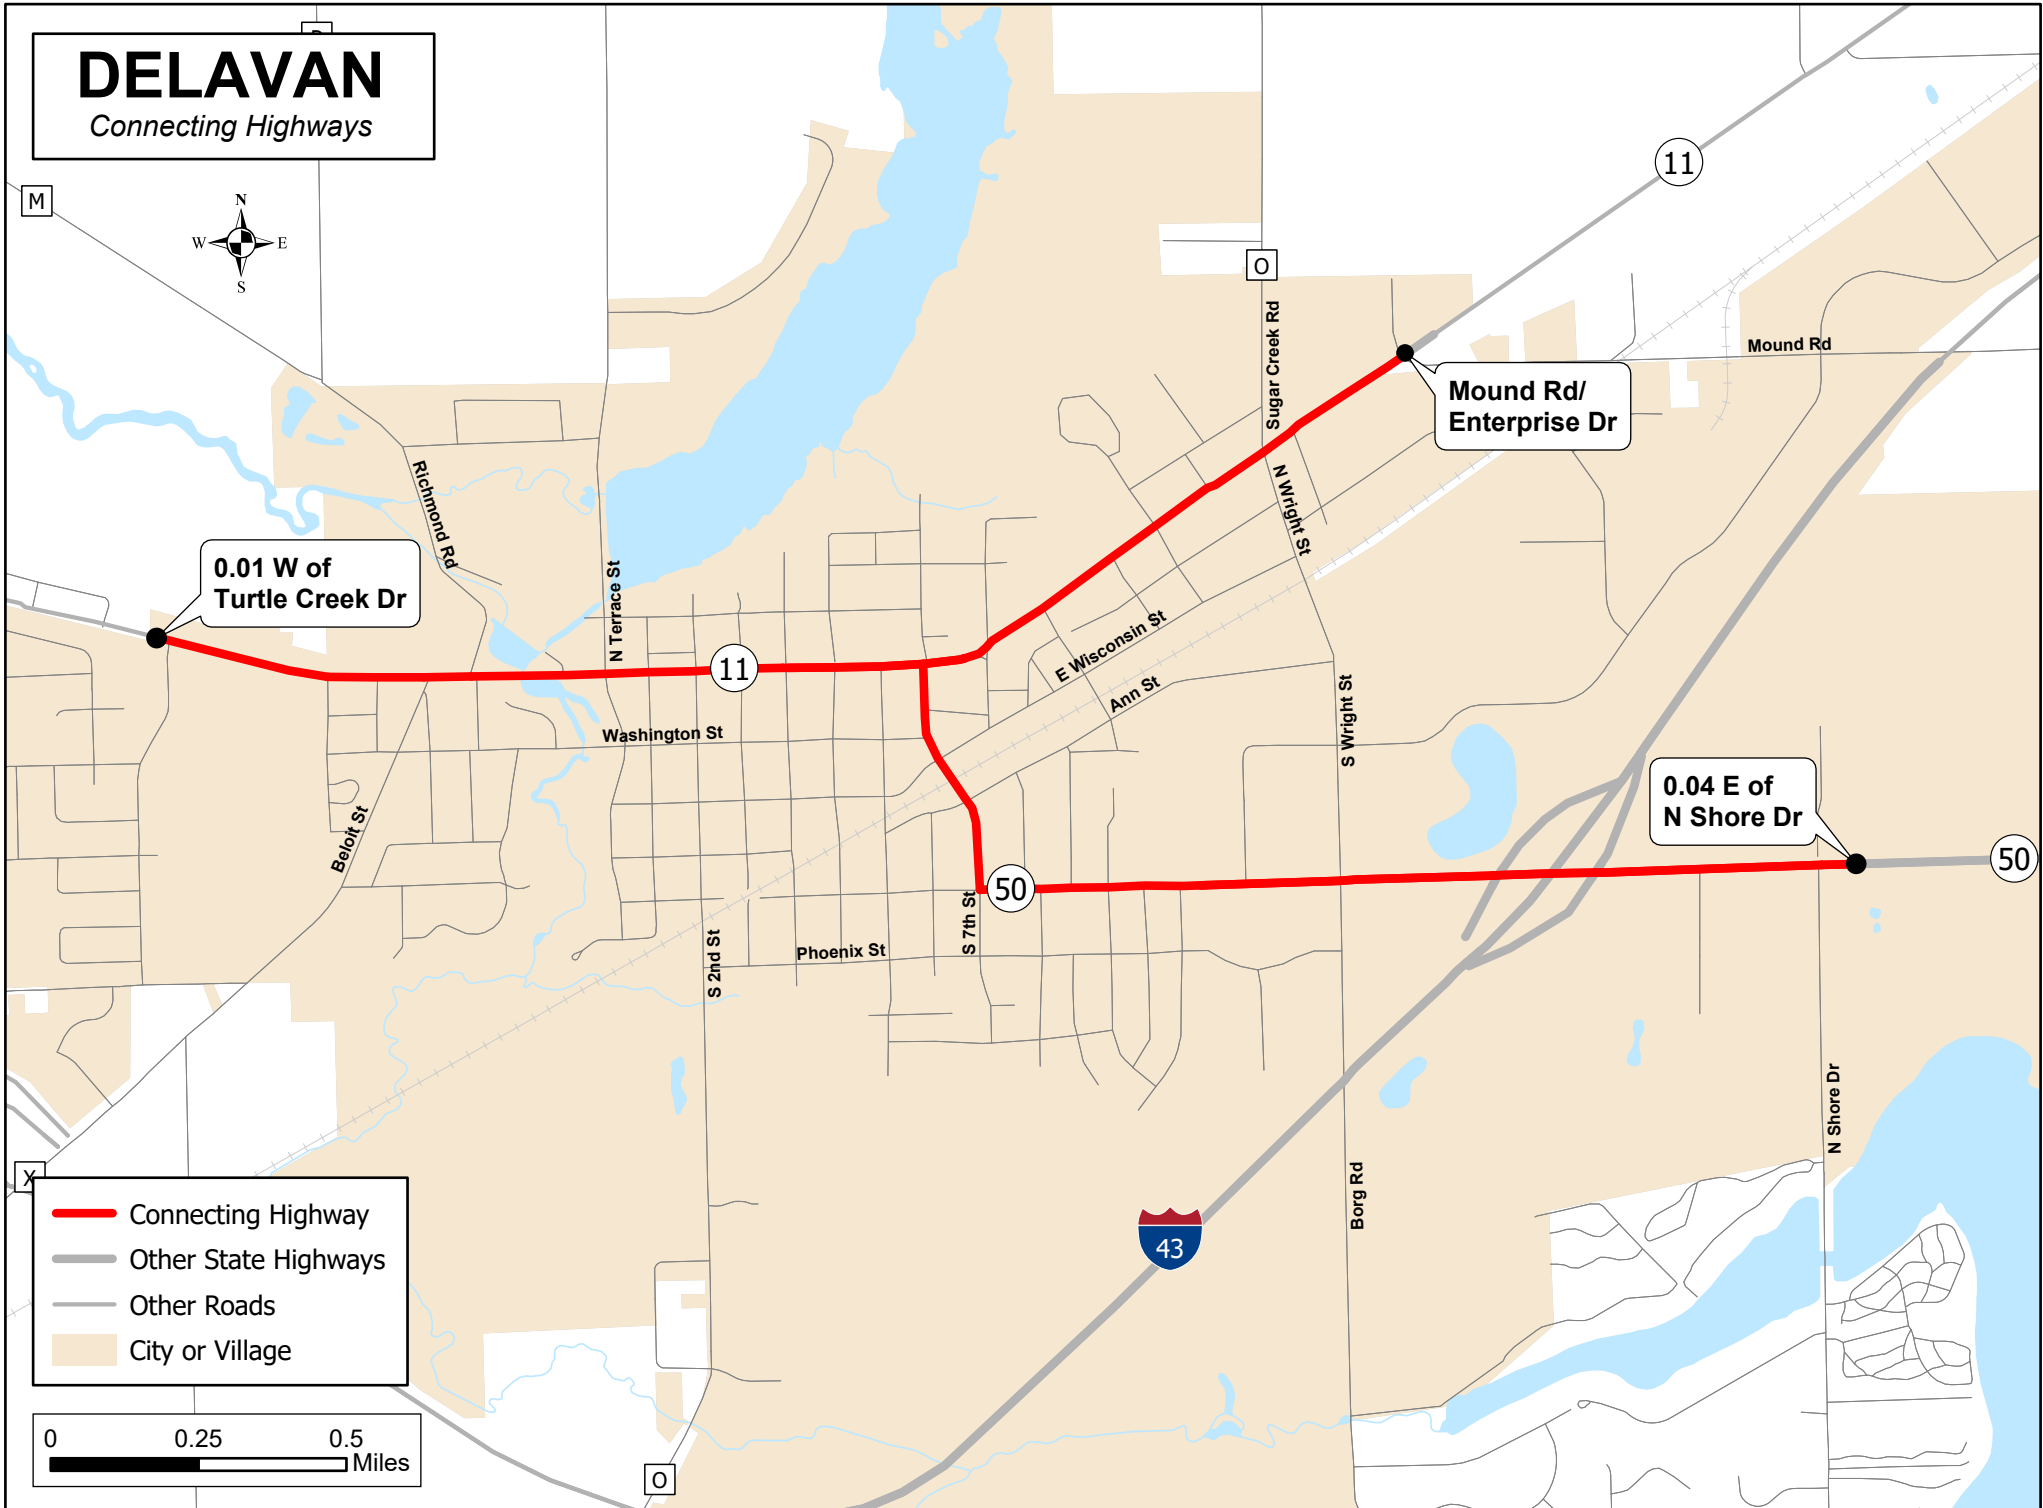 DELAVAN
Connecting Highways
M
N
W
E
S
11
O
Sugar Creek Rd
Mound Rd
Mound Rd/
Enterprise Dr
Richmond Rd
N Wright St
0.01 W of
Turtle Creek Dr
N Terrace St
11
E Wisconsin St
Ann St
Washington St
S Wright St
0.04 E of
N Shore Dr
Beloit St
50
50
S 7th St
S 2nd St
Phoenix St
N Shore Dr
Borg Rd
X
43
Connecting Highway
Other State Highways
Other Roads
City or Village
0
0.25
0.5
Miles
O